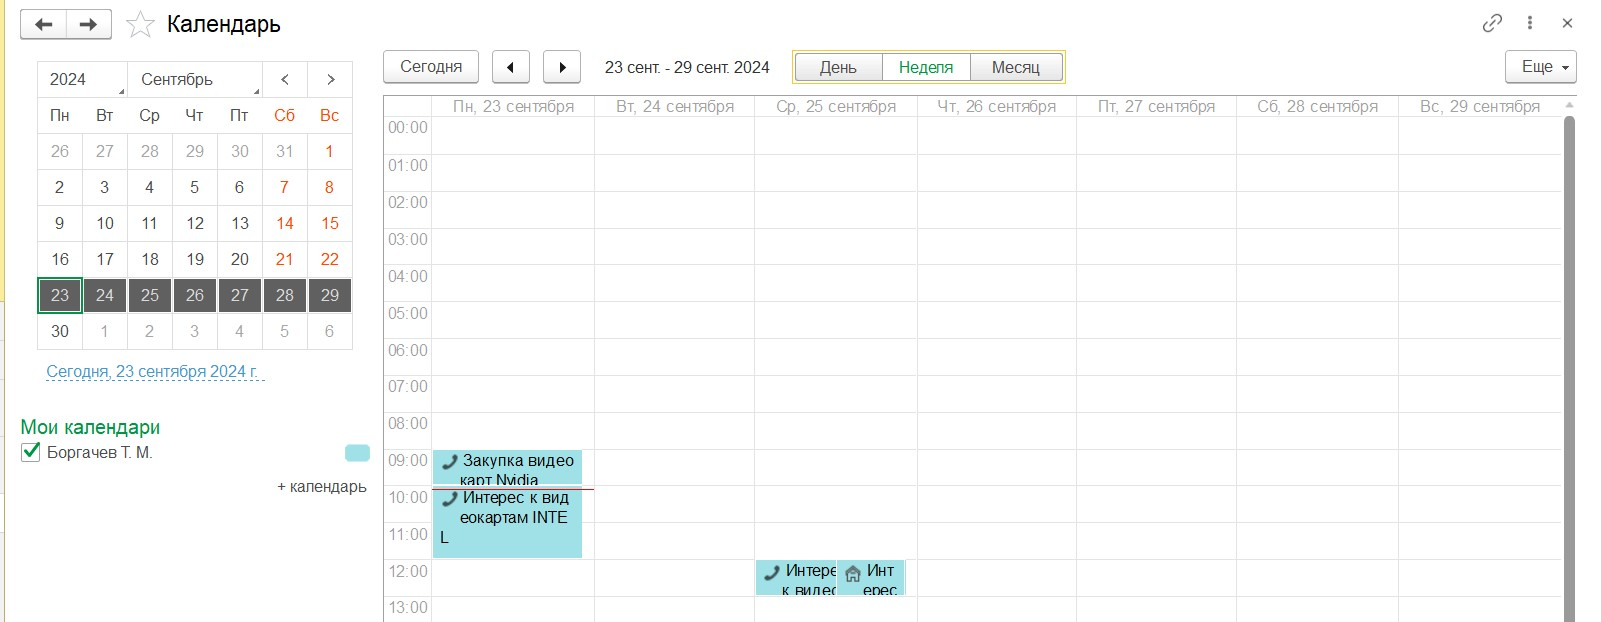 Календарь
2024 Сентябрь
Пн Вт Ср Чт Пт Сб Вс
26 27 28 29 30 31 1
2 3 4 5 6 7 8
9 10 11 12 13 14 15
16 17 18 19 20 21 22
23 24 25 26 27 28 29
30 1 2 3 4 5 6
Сегодня, 23 сентября 2024 г.
Мои календари
Боргачев Т. М.
+ календарь
Сегодня 23 сент. - 29 сент. 2024 День Неделя Месяц Еще
Пн, 23 сентября Вт, 24 сентября Ср, 25 сентября Чт, 26 сентября Пт, 27 сентября Сб, 28 сентября Вс, 29 сентября
00:00
01:00
02:00
03:00
04:00
05:00
06:00
07:00
08:00
09:00
Закупка видео
карт Nvidia
10:00
Интерес к вид
еокартам INTE
L
11:00
12:00
Интере
к видео
Инт
ерес
13:00